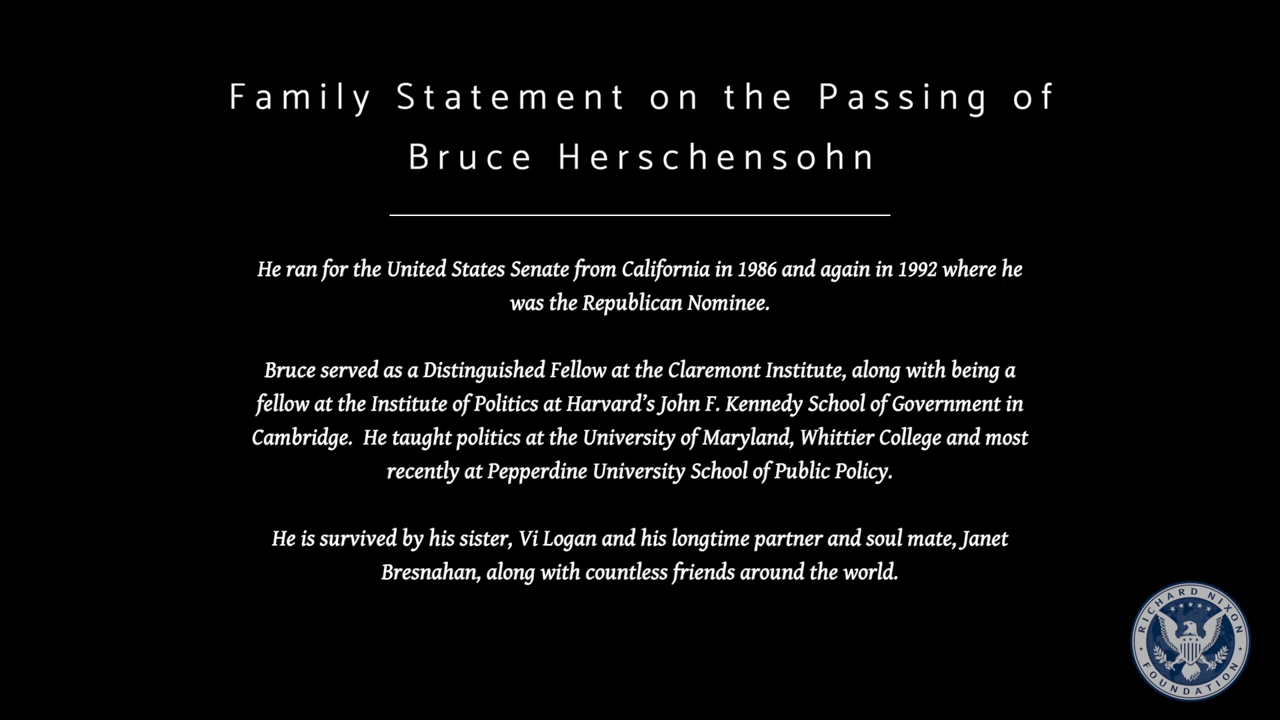 Family Statement on the Passing of
Bruce Herschensohn
He ran for the United States Senate from California in 1986 and again in 1992 where he
was the Republican Nominee.
Bruce served as a Distinguished Fellow at the Claremont Institute, along with being a
fellow at the Institute of Politics at Harvard’s John F. Kennedy School of Government in
Cambridge.  He taught politics at the University of Maryland, Whittier College and most
recently at Pepperdine University School of Public Policy.
He is survived by his sister, Vi Logan and his longtime partner and soul mate, Janet
Bresnahan, along with countless friends around the world.
RICHARD NIXON
FOUNDATION